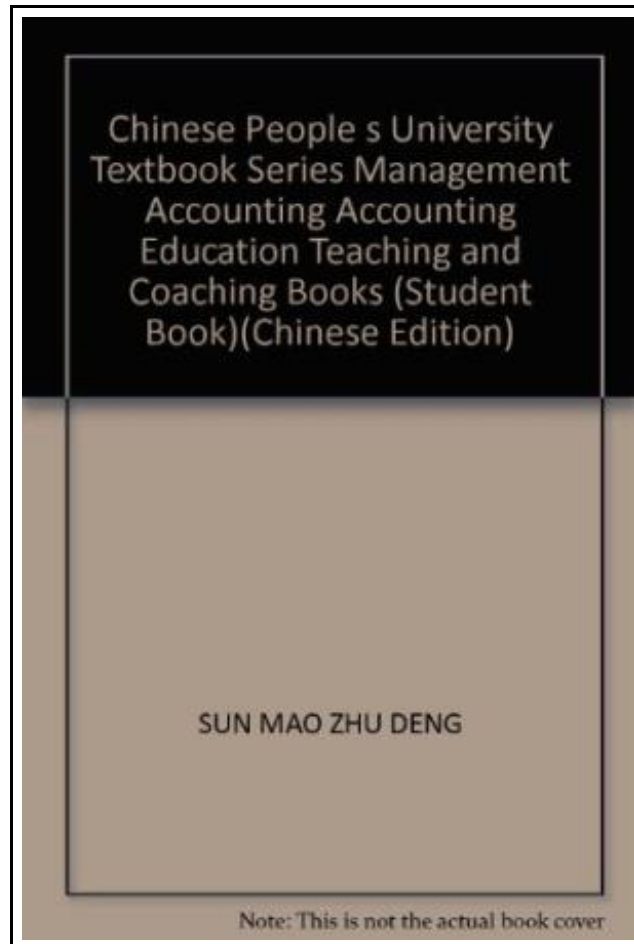 Chinese People s University
Textbook Series Management
Accounting Accounting
Education Teaching and
Coaching Books (Student
Book)(Chinese Edition)
SUN MAO ZHU DENG
Note: This is not the actual book cover